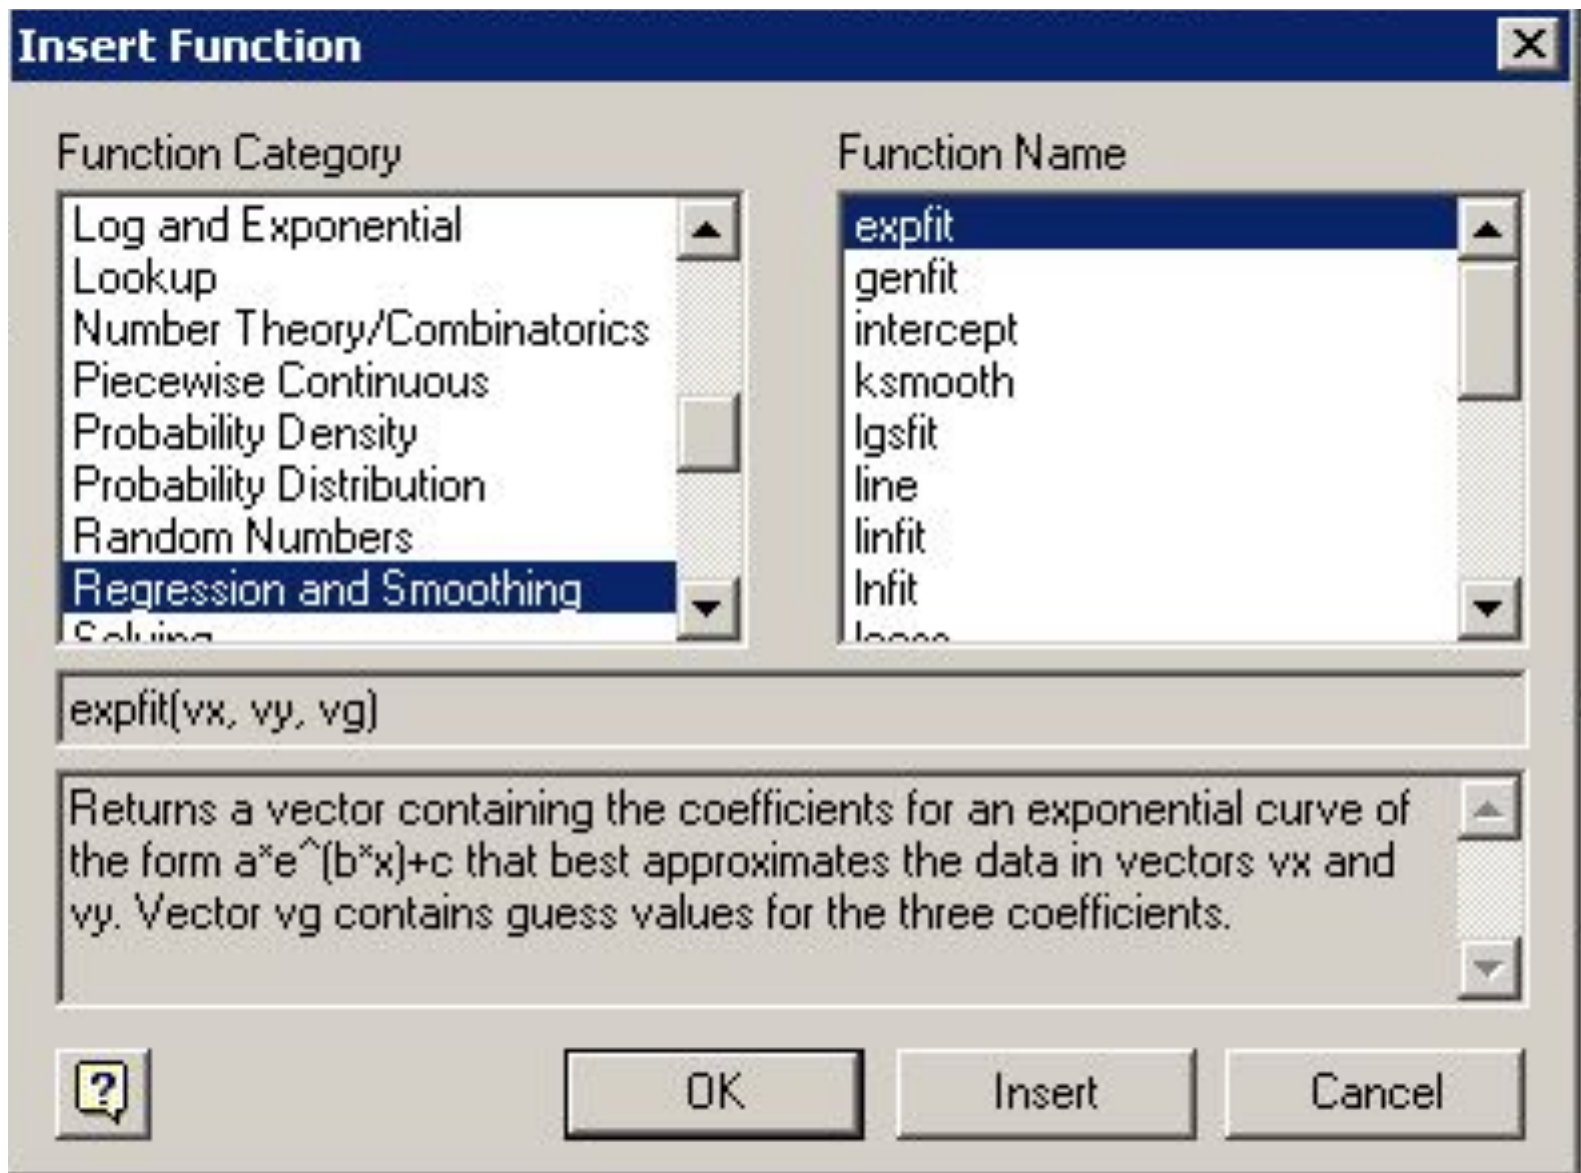 Insert Function
Function Category
Log and Exponential
Lookup
Number Theory/Combinatorics
Piecewise Continuous
Probability Density
Probability Distribution
Random Numbers
Regression and Smoothing
Solving
Function Name
expfit
genfit
intercept
ksmooth
lgsfit
line
linfit
lnfit
expfit(vx, vy, vg)
Returns a vector containing the coefficients for an exponential curve of
the form a*e^(b*x)+c that best approximates the data in vectors vx and
vy. Vector vg contains guess values for the three coefficients.
?
OK
Insert
Cancel